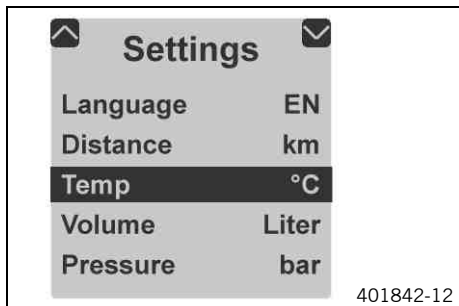 Settings
Language EN
Distance km
Temp °C
Volume Liter
Pressure bar
401842-12